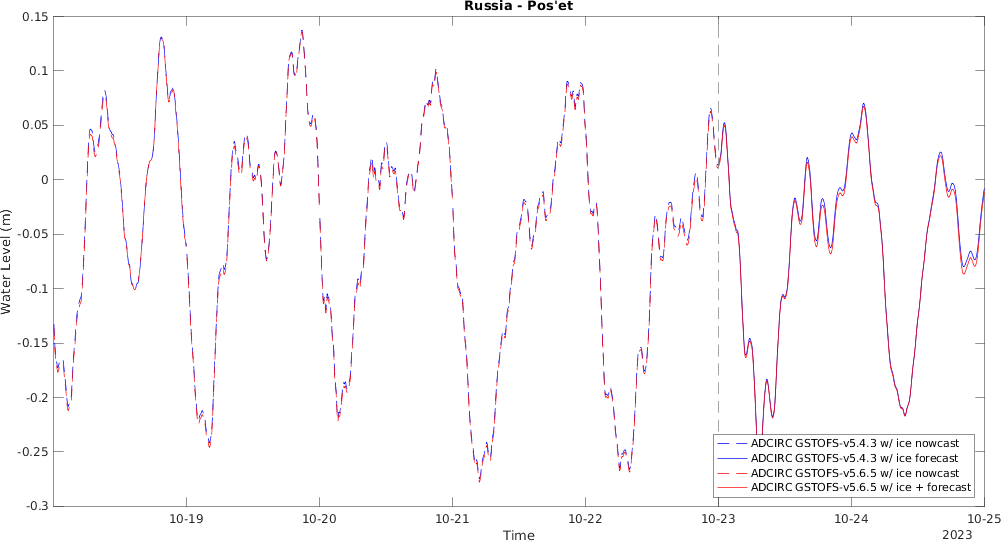 Russia - Pos'et
0.15
0.1
0.05
0
-0.05
-0.1
-0.15
-0.2
-0.25
-0.3
Water Level (m)
ADCIRC GSTOFS-v5.4.3 w/ ice nowcast
ADCIRC GSTOFS-v5.4.3 w/ ice forecast
ADCIRC GSTOFS-v5.6.5 w/ ice nowcast
ADCIRC GSTOFS-v5.6.5 w/ ice + forecast
10-19 10-20 10-21 10-22 10-23 10-24 10-25
Time
2023